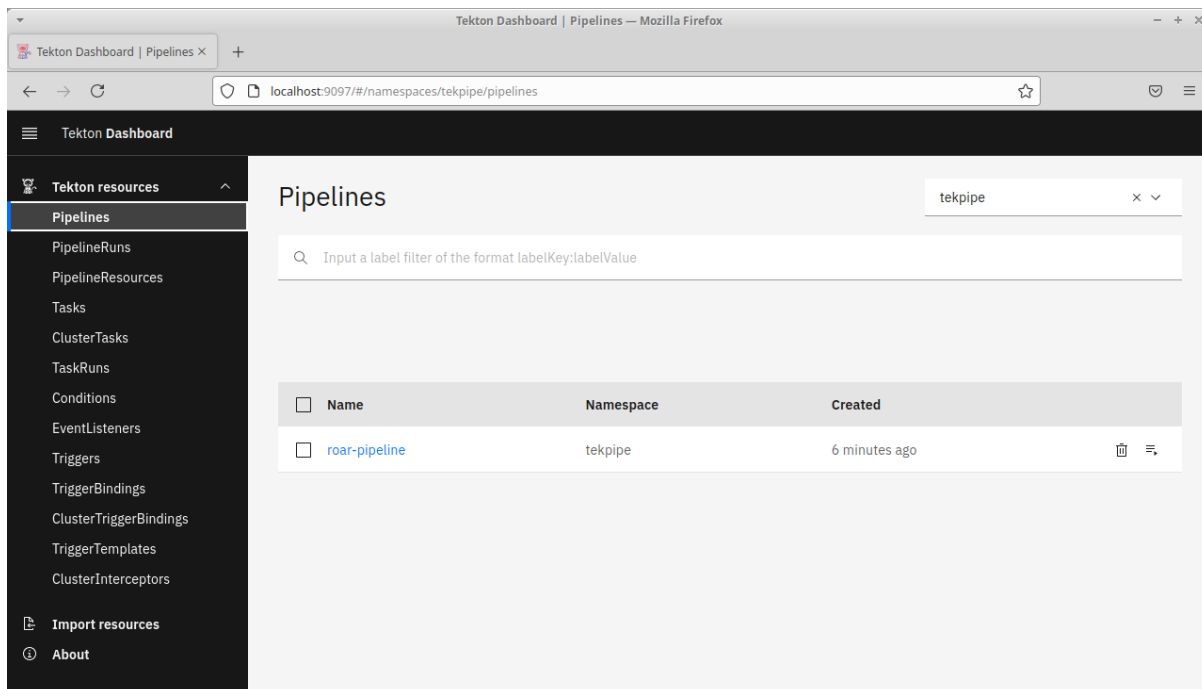 Tekton Dashboard | Pipelines — Mozilla Firefox
Tekton Dashboard | Pipelines
localhost:9097/#/namespaces/tekpipe/pipelines
Tekton Dashboard
Tekton resources
Pipelines
PipelineRuns
PipelineResources
Tasks
ClusterTasks
TaskRuns
Conditions
EventListeners
Triggers
TriggerBindings
ClusterTriggerBindings
TriggerTemplates
ClusterInterceptors
Import resources
About
Pipelines
tekpipe
Input a label filter of the format labelKey:labelValue
Name Namespace Created
roar-pipeline tekpipe 6 minutes ago